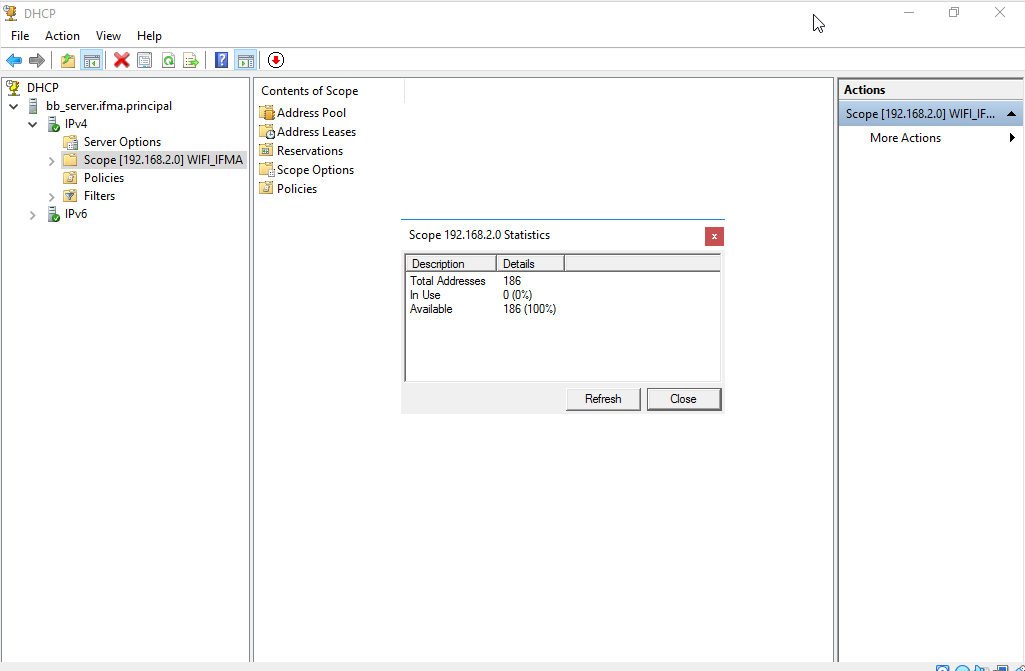 DHCP
File Action View Help
DHCP
bb_server.ifma.principal
IPv4
Server Options
Scope [192.168.2.0] WIFI_IFMA
Policies
Filters
IPv6
Contents of Scope
Address Pool
Address Leases
Reservations
Scope Options
Policies
Scope 192.168.2.0 Statistics
x
Description Details
Total Addresses 186
In Use 0 (0%)
Available 186 (100%)
Refresh Close
Actions
Scope [192.168.2.0] WIFI_IF...
More Actions